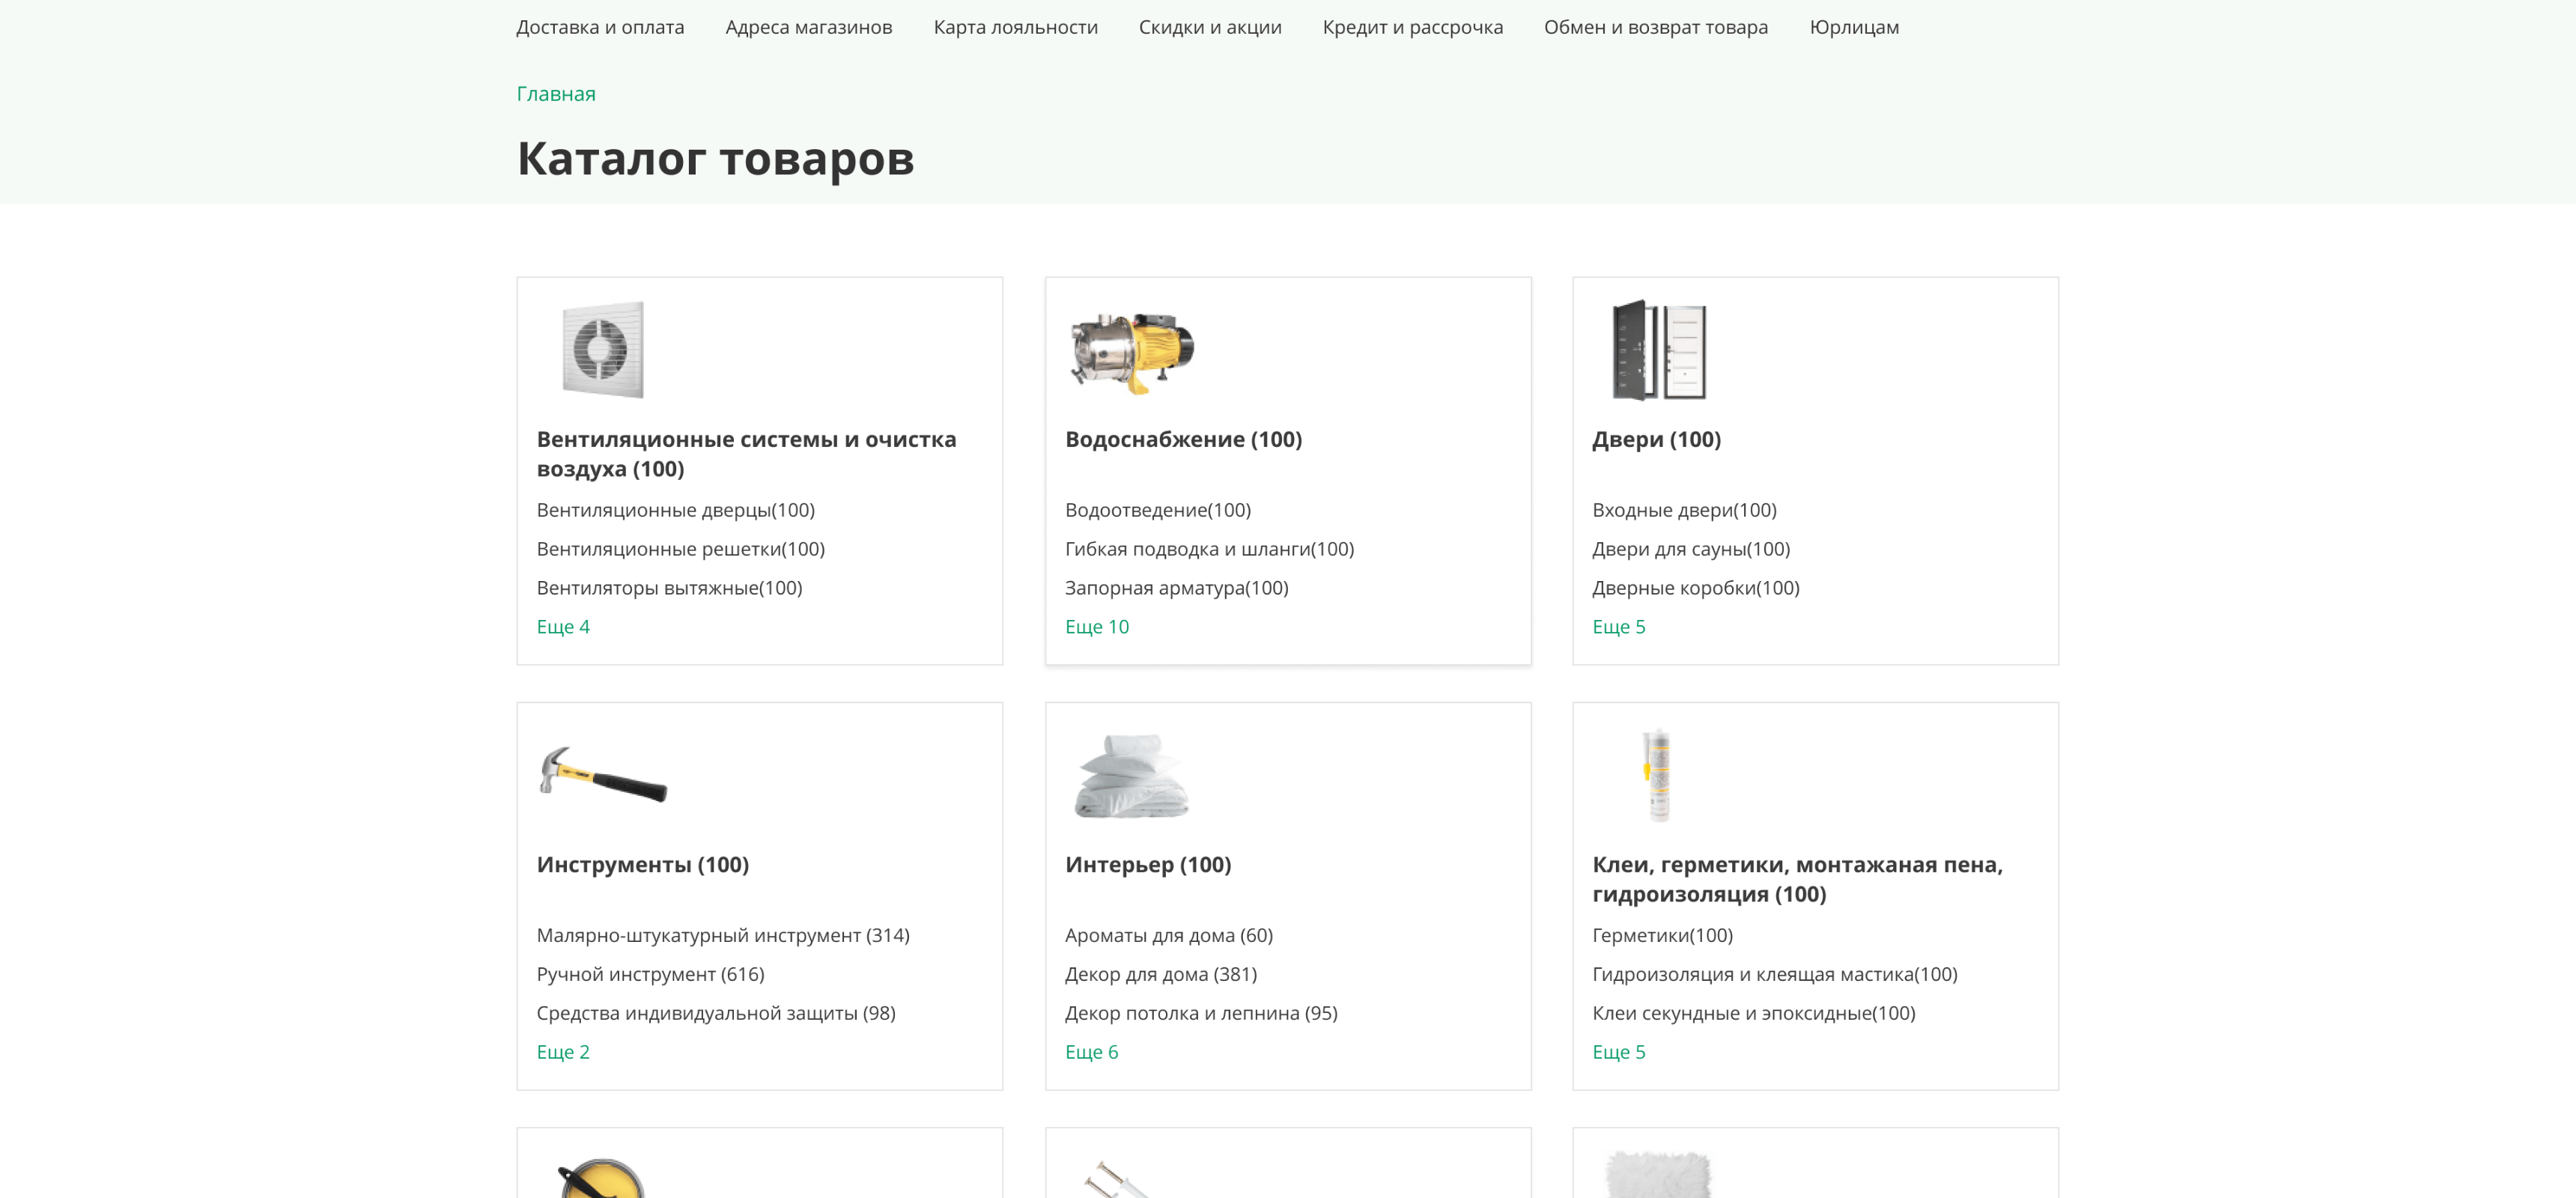 Доставка и оплата Адреса магазинов Карта лояльности Скидки и акции Кредит и рассрочка Обмен и возврат товара Юрлицам
Главная
Каталог товаров
Вентиляционные системы и очистка
воздуха (100)
Вентиляционные дверцы(100)
Вентиляционные решетки(100)
Вентиляторы вытяжные(100)
Еще 4
Водоснабжение (100)
Водоотведение(100)
Гибкая подводка и шланги(100)
Запорная арматура(100)
Еще 10
Двери (100)
Входные двери(100)
Двери для сауны(100)
Дверные коробки(100)
Еще 5
Инструменты (100)
Малярно-штукатурный инструмент (314)
Ручной инструмент (616)
Средства индивидуальной защиты (98)
Еще 2
Интерьер (100)
Ароматы для дома (60)
Декор для дома (381)
Декор потолка и лепнина (95)
Еще 6
Клеи, герметики, монтажаная пена,
гидроизоляция (100)
Герметики(100)
Гидроизоляция и клеящая мастика(100)
Клеи секундные и эпоксидные(100)
Еще 5